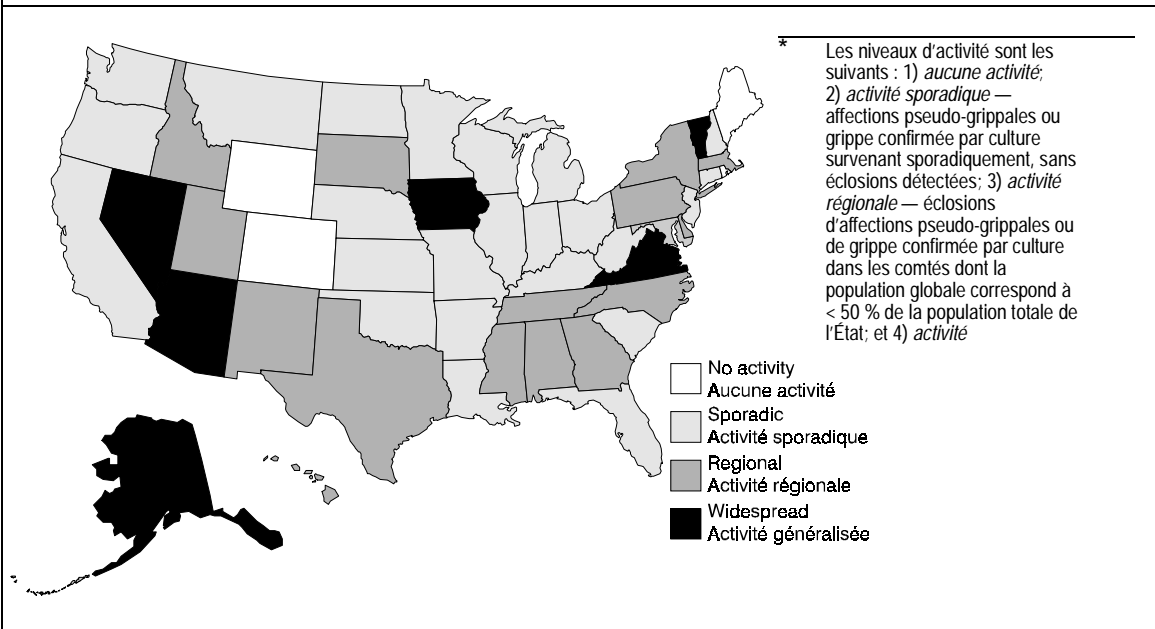 * Les niveaux d'activité sont les
suivants : 1) aucune activité;
2) activité sporadique —
affections pseudo-grippales ou
grippe confirmée par culture
survenant sporadiquement, sans
éclosions détectées; 3) activité
régionale — éclosions
d'affections pseudo-grippales ou
de grippe confirmée par culture
dans les comtés dont la
population globale correspond à
< 50 % de la population totale de
l'État; et 4) activité
No activity
Aucune activité
Sporadic
Activité sporadique
Regional
Activité régionale
Widespread
Activité généralisée